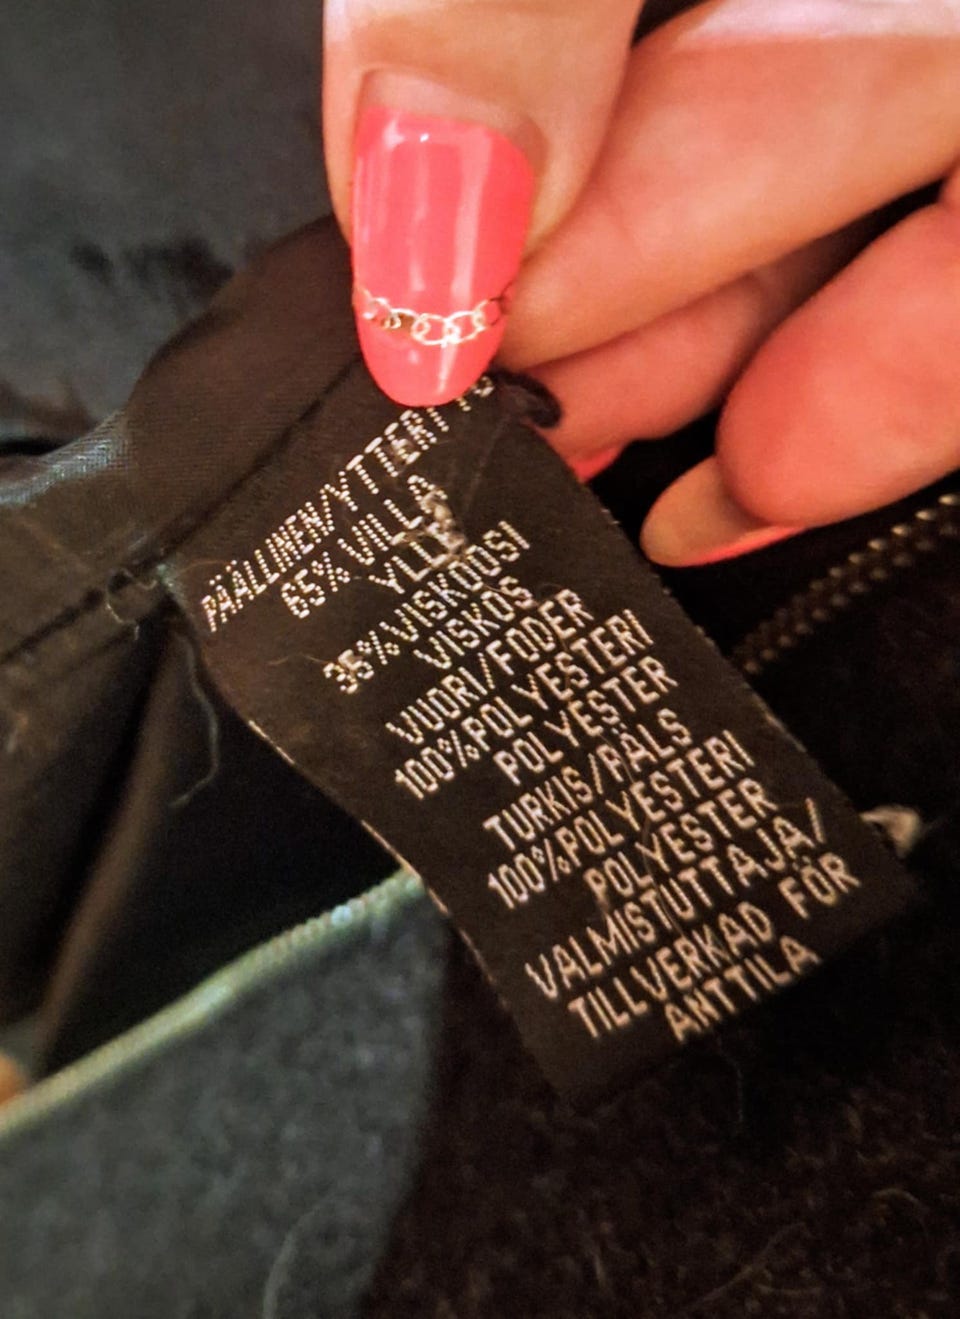 PÄÄLLINEN/YTTERTYG
65% VILLA
YLLE
35% VISKOOSI
VISKOS
VUORI/FODER
100% POLYESTERI
POLYESTER
TURKIS/PÄLS
100% POLYESTERI
POLYESTER
VALMISTUTTAJA/
TILLVERKAD FÖR
ANTTILA